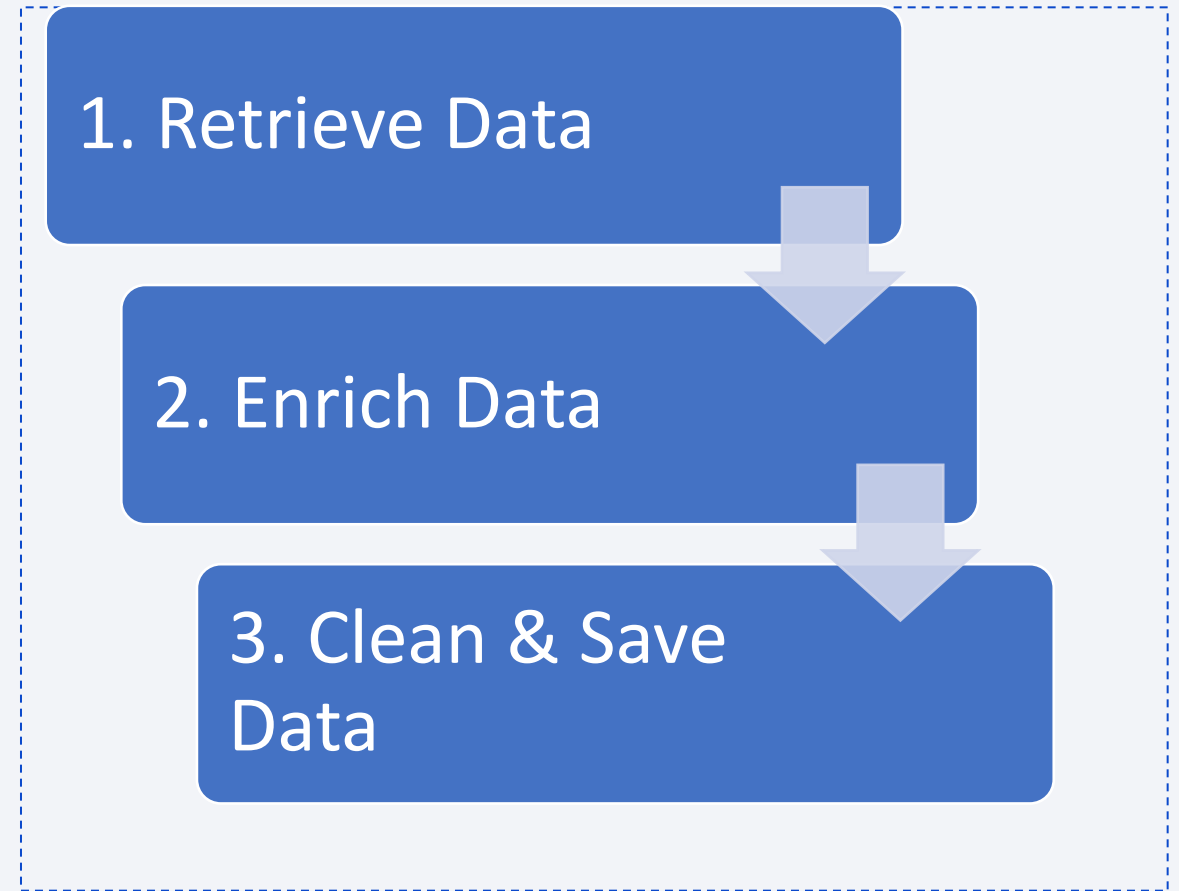 1. Retrieve Data
2. Enrich Data
3. Clean & Save
Data